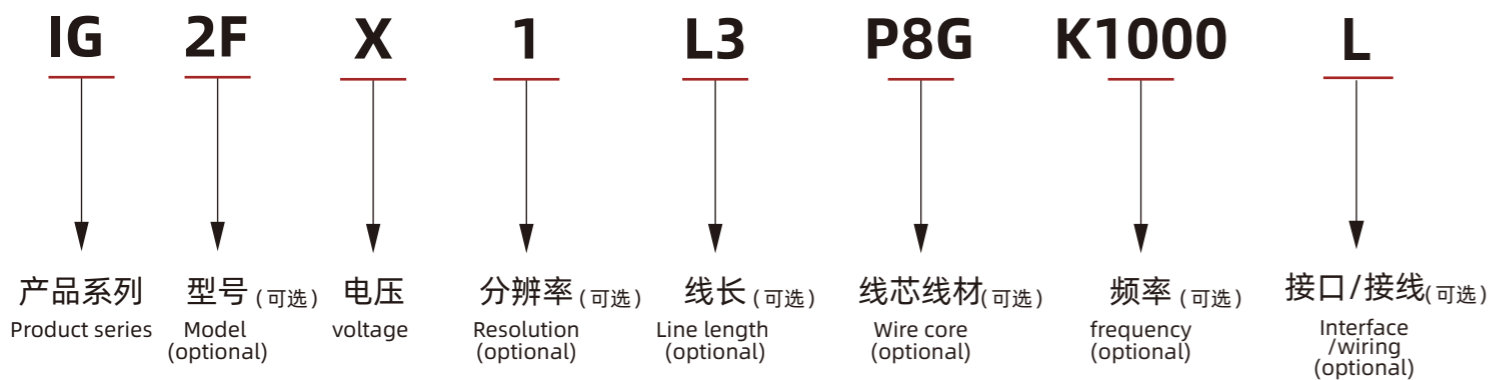 IG 2F X 1 L3 P8G K1000 L
产品系列 型号(可选) 电压 分辨率(可选) 线长(可选) 线芯线材(可选) 频率(可选) 接口/接线(可选)
Product series Model voltage Resolution Line length Wire core frequency Interface
/wiring
(optional) (optional) (optional) (optional) (optional) (optional)